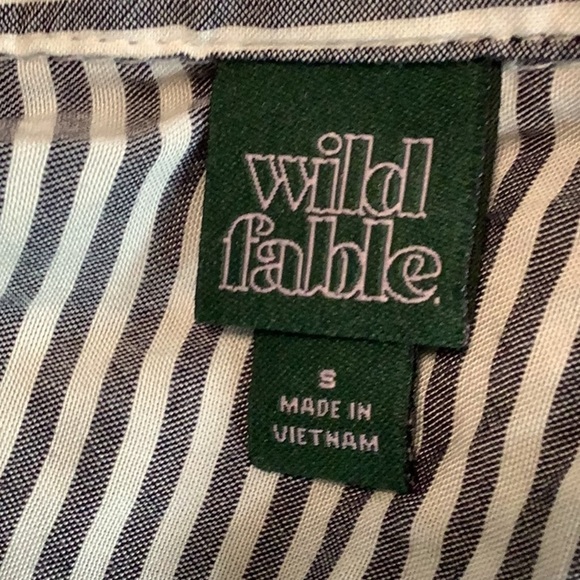 wild
fable.
S
MADE IN
VIETNAM